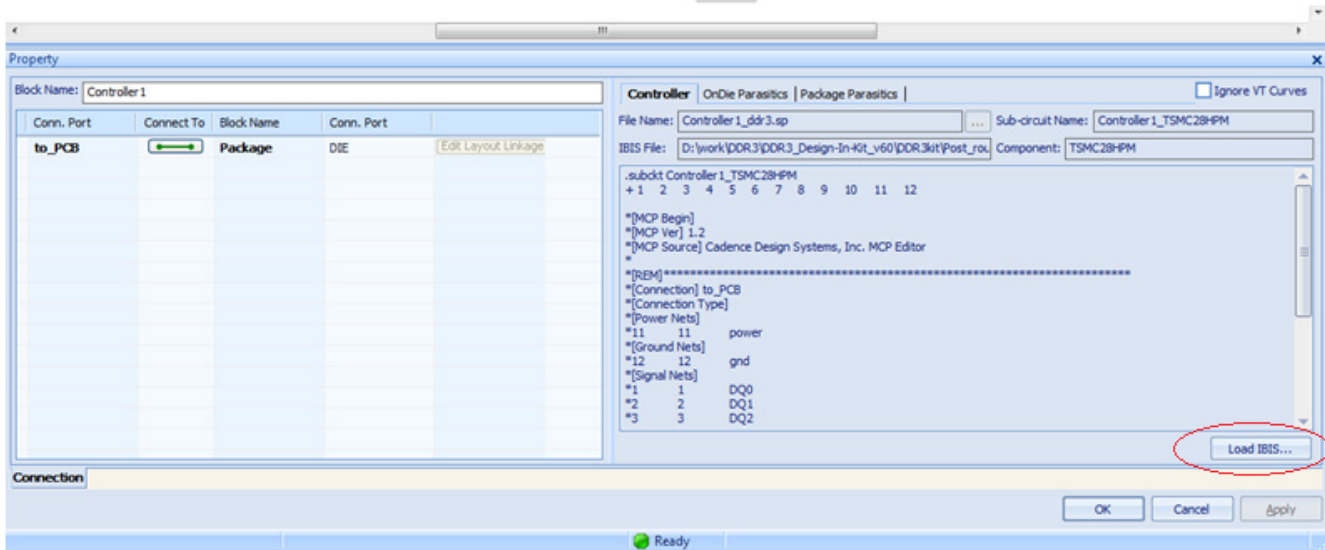 Property
Block Name: Controller1
Conn. Port Connect To Block Name Conn. Port
to_PCB Package DIE Edit Layout Linkage
Connection
Controller OnDie Parasitics Package Parasitics Ignore VT Curves
File Name: Controller1_ddr3.sp ... Sub-circuit Name: Controller1_TSMC28HPM
IBIS File: D:\work\DDR3\DDR3_Design-In-Kit_v60\DDR3kit\Post_rou Component: TSMC28HPM
.subckt Controller1_TSMC28HPM
+ 1 2 3 4 5 6 7 8 9 10 11 12
*[MCP Begin]
*[MCP Ver] 1.2
*[MCP Source] Cadence Design Systems, Inc. MCP Editor
*
*[REM]***********************************************************************
*[Connection] to_PCB
*[Connection Type]
*[Power Nets]
*11 11 power
*[Ground Nets]
*12 12 gnd
*[Signal Nets]
*1 1 DQ0
*2 2 DQ1
*3 3 DQ2
Load IBIS...
OK Cancel Apply
Ready